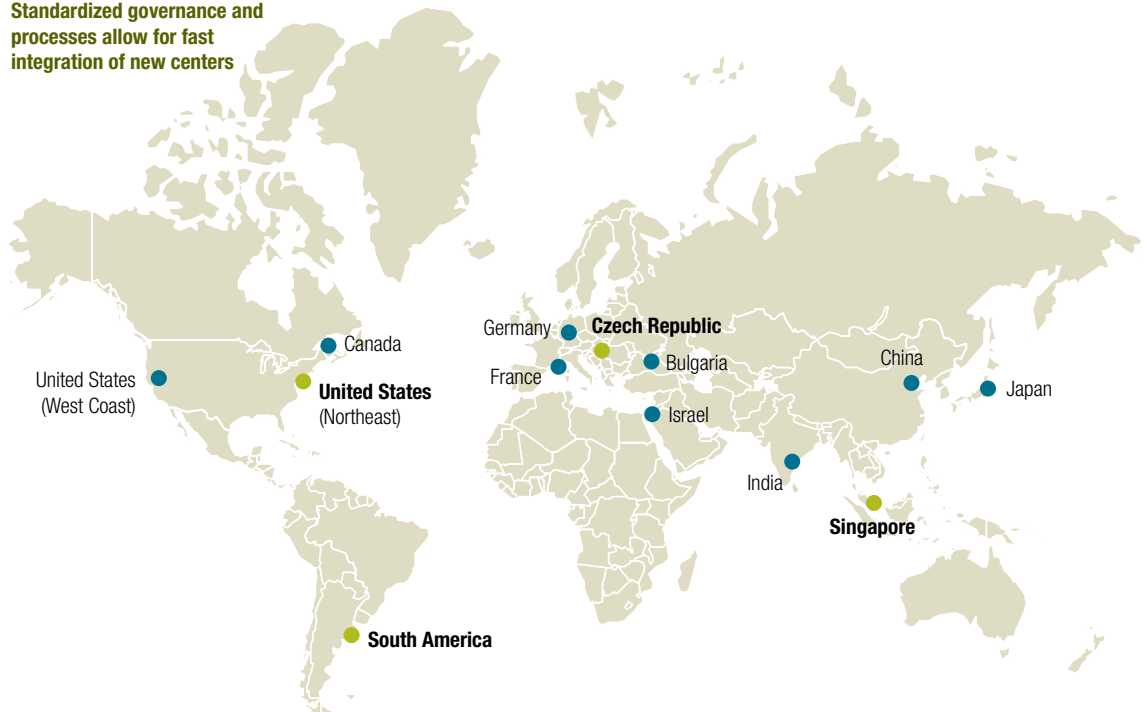 Standardized governance and
processes allow for fast
integration of new centers
Germany
Czech Republic
Canada
China
Bulgaria
France
United States
(West Coast)
United States
(Northeast)
Japan
Israel
India
Singapore
South America